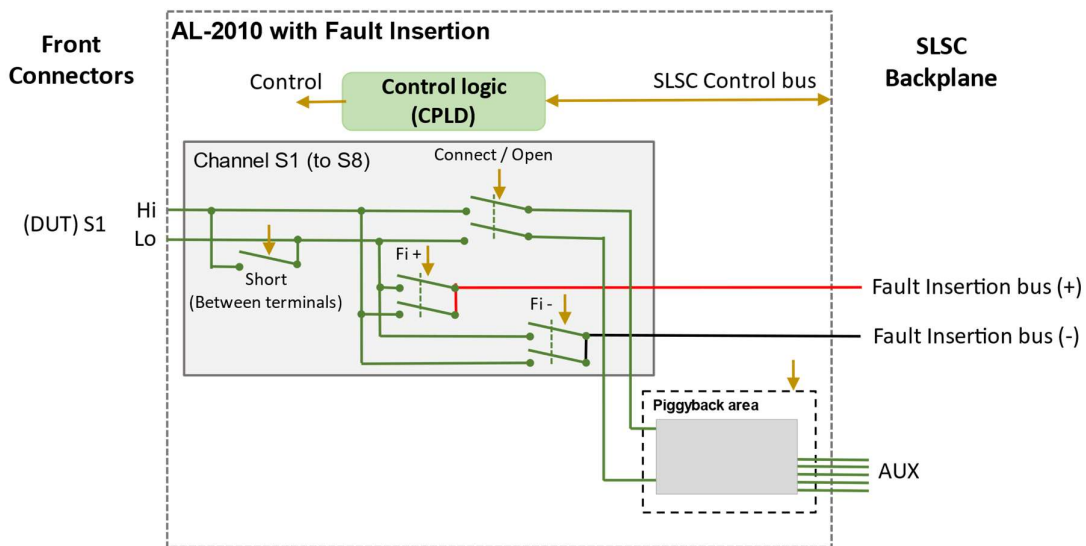 AL-2010 with Fault Insertion
Front
Connectors
SLSC
Backplane
Control
Control logic
(CPLD)
SLSC Control bus
Channel S1 (to S8)
Connect / Open
(DUT) S1
Hi
Lo
Fi +
Short
(Between terminals)
Fi -
Fault Insertion bus (+)
Fault Insertion bus (-)
Piggyback area
AUX